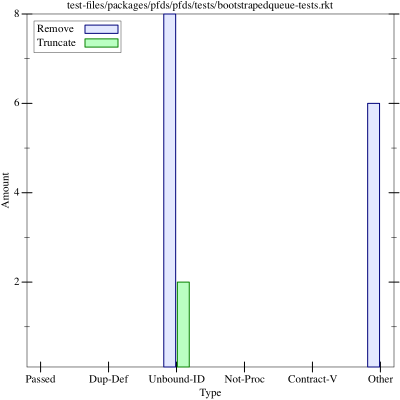 test-files/packages/pfds/pfds/tests/bootstrapedqueue-tests.rkt
8
Remove
Truncate
6
Amount
4
2
Passed Dup-Def Unbound-ID Not-Proc Contract-V Other
Type